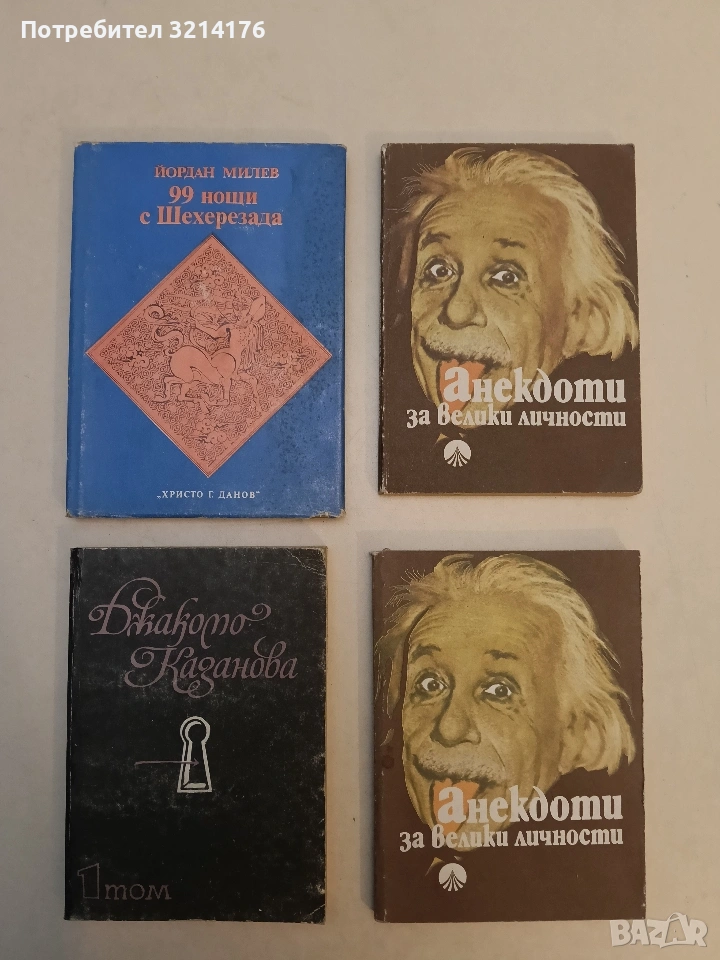 Потребител 3214176
ЙОРДАН МИЛЕВ
99 нощи
с Шехерезада
„ХРИСТО Г. ДАНОВ“
Анекдоти
за велики личности
Джакомо
Казанова
1 том
Анекдоти
за велики личности
BAZAR